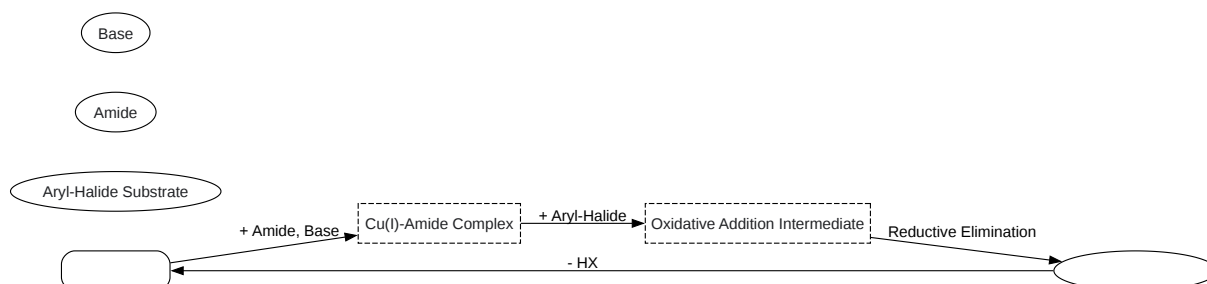 Base
Amide
Aryl-Halide Substrate
+ Amide, Base
Cu(I)-Amide Complex
+ Aryl-Halide
Oxidative Addition Intermediate
Reductive Elimination
- HX